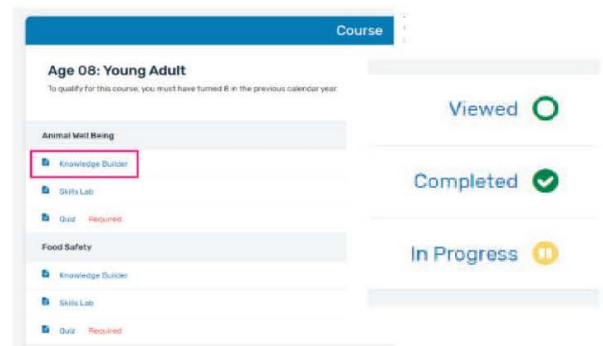 Course
Age 08: Young Adult
To qualify for this course, you must have turned 8 in the previous calendar year.
Animal Well Being
Knowledge Builder
Skills Lab
Quiz Required
Food Safety
Knowledge Builder
Skills Lab
Quiz Required
Viewed
Completed
In Progress